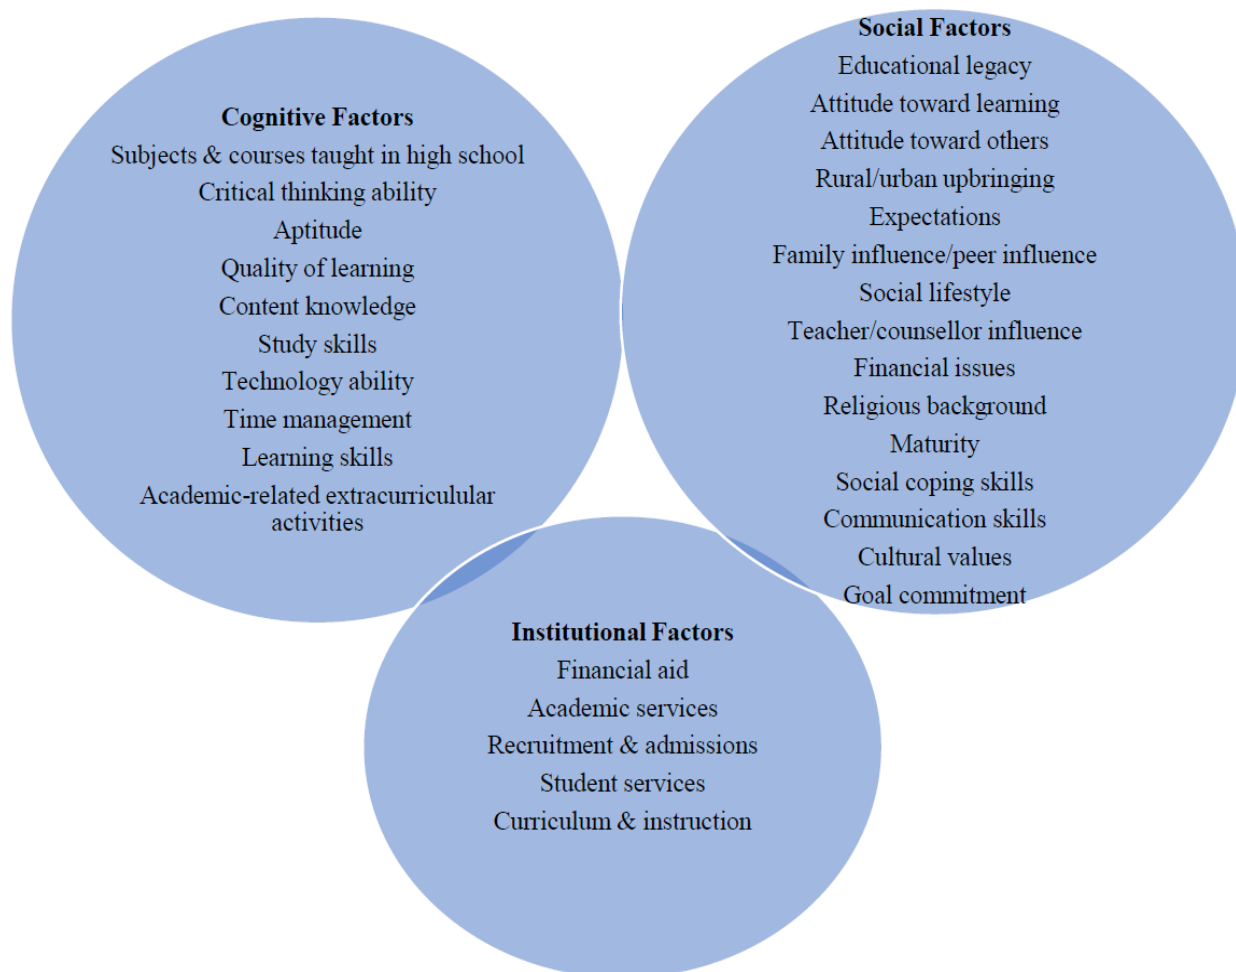 Cognitive Factors
Subjects & courses taught in high school
Critical thinking ability
Aptitude
Quality of learning
Content knowledge
Study skills
Technology ability
Time management
Learning skills
Academic-related extracurriculular
activities
Social Factors
Educational legacy
Attitude toward learning
Attitude toward others
Rural/urban upbringing
Expectations
Family influence/peer influence
Social lifestyle
Teacher/counsellor influence
Financial issues
Religious background
Maturity
Social coping skills
Communication skills
Cultural values
Goal commitment
Institutional Factors
Financial aid
Academic services
Recruitment & admissions
Student services
Curriculum & instruction